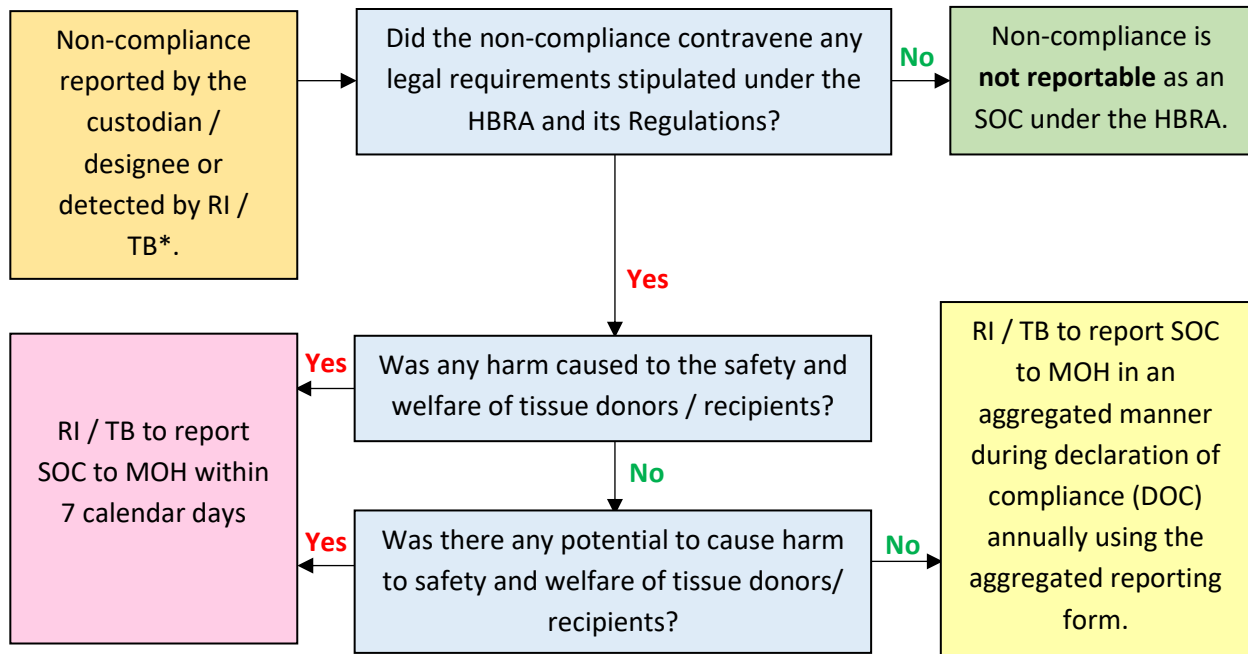 Non-compliance
reported by the
custodian /
designee or
detected by RI /
TB*.
Did the non-compliance contravene any
legal requirements stipulated under the
HBRA and its Regulations?
No
Non-compliance is
not reportable as an
SOC under the HBRA.
Yes
Was any harm caused to the safety and
welfare of tissue donors / recipients?
Yes
RI / TB to report
SOC to MOH within
7 calendar days
No
Was there any potential to cause harm
to safety and welfare of tissue donors/
recipients?
Yes
No
RI / TB to report SOC
to MOH in an
aggregated manner
during declaration of
compliance (DOC)
annually using the
aggregated reporting
form.